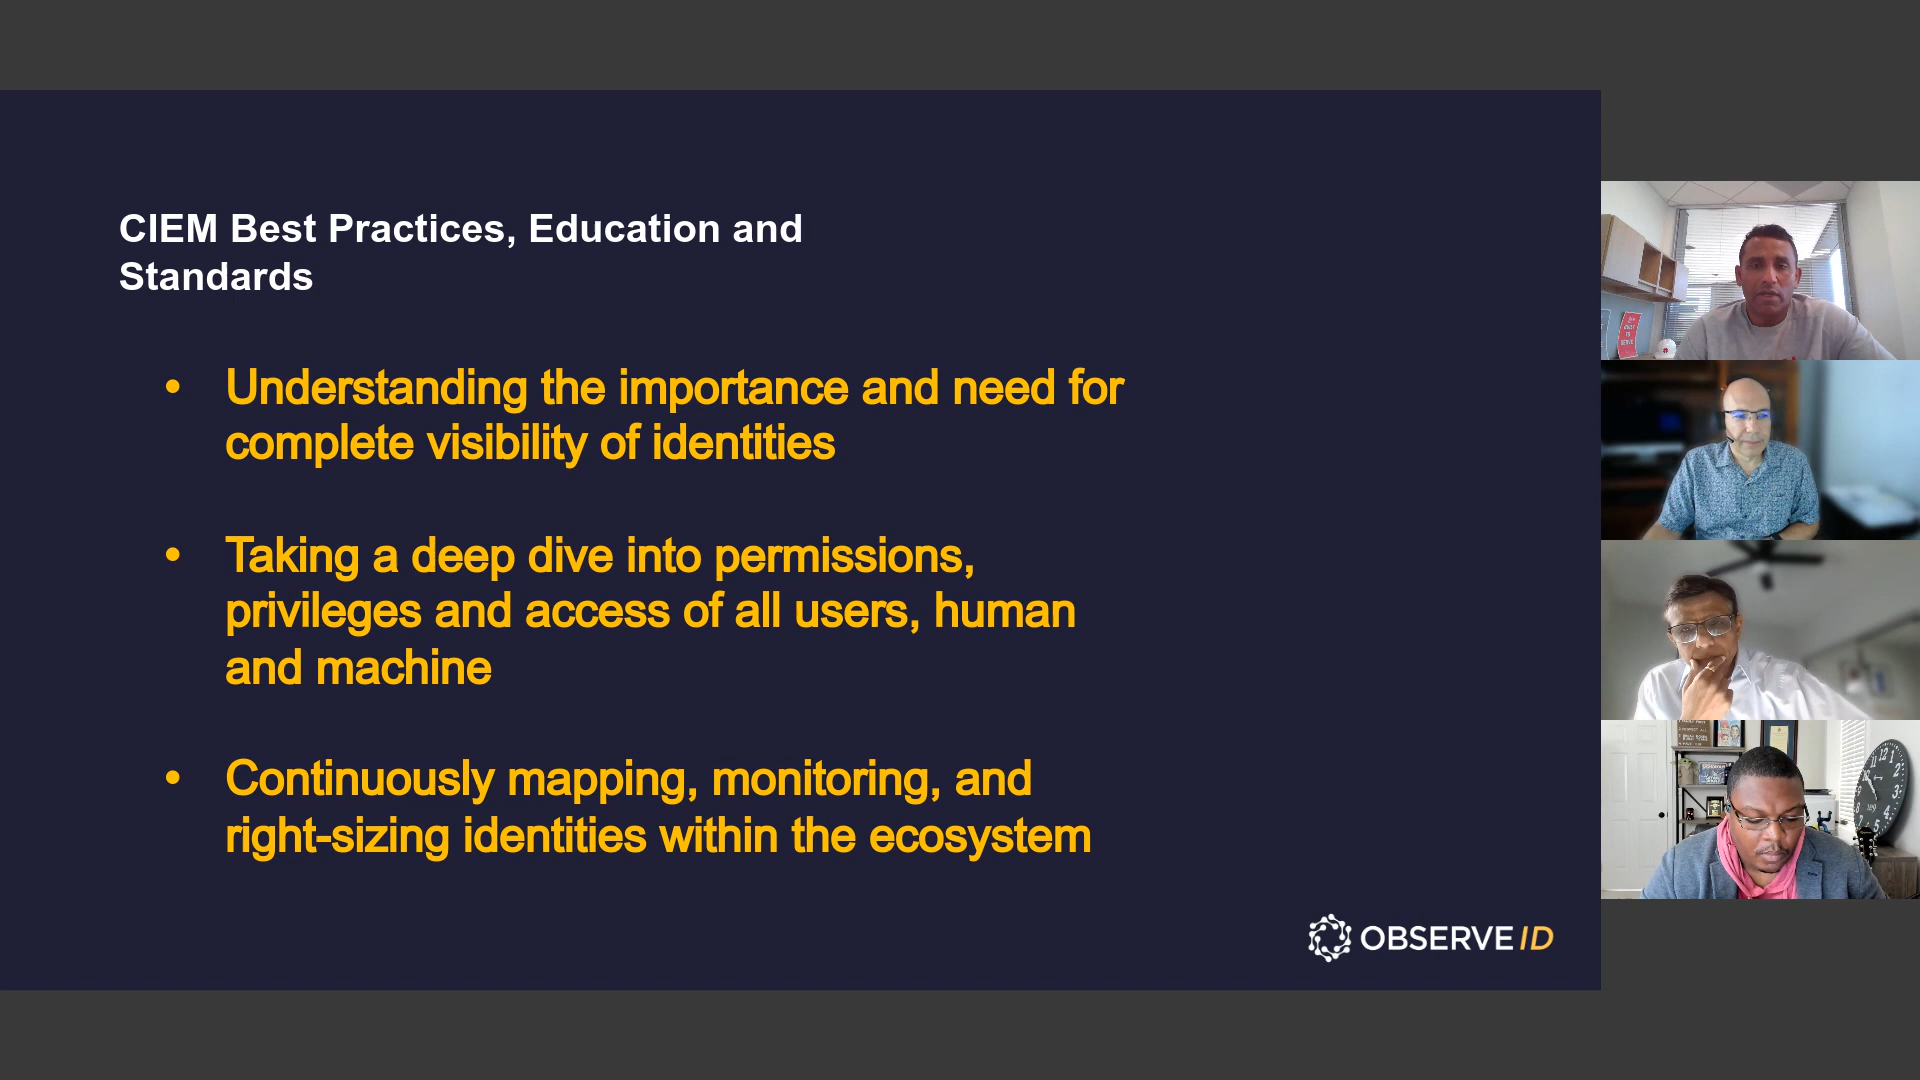 CIEM Best Practices, Education and
Standards
• Understanding the importance and need for
complete visibility of identities
• Taking a deep dive into permissions,
privileges and access of all users, human
and machine
• Continuously mapping, monitoring, and
right-sizing identities within the ecosystem
OBSERVE ID